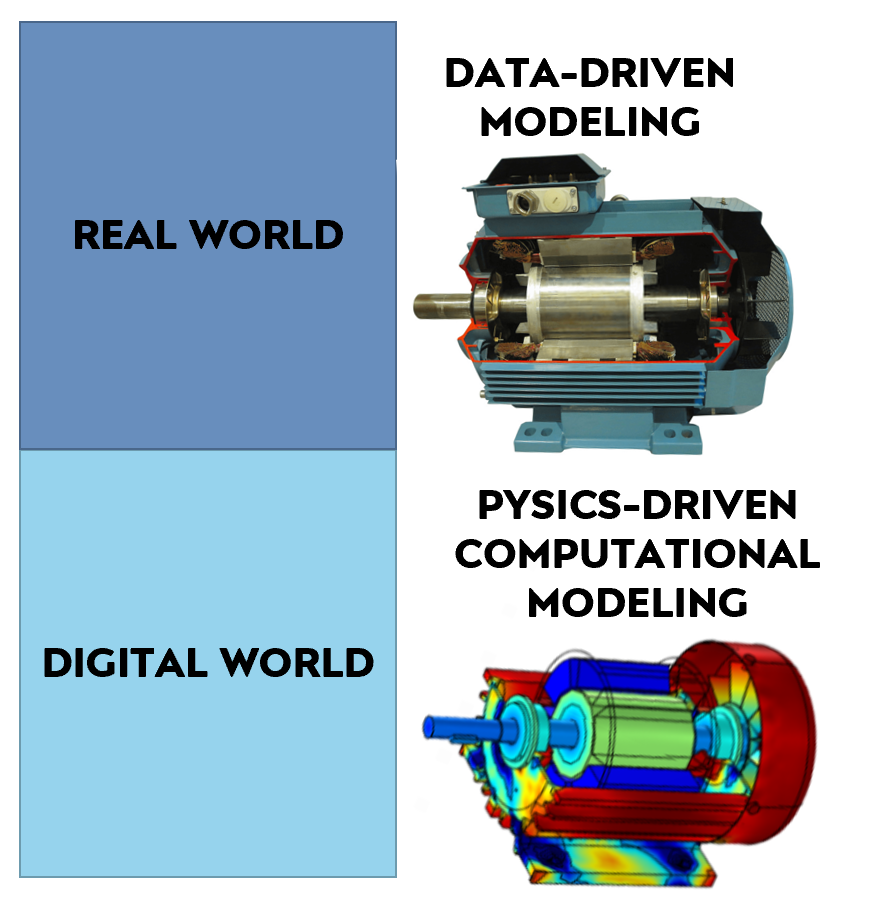 DATA-DRIVEN
MODELING
REAL WORLD
PYSICS-DRIVEN
COMPUTATIONAL
MODELING
DIGITAL WORLD